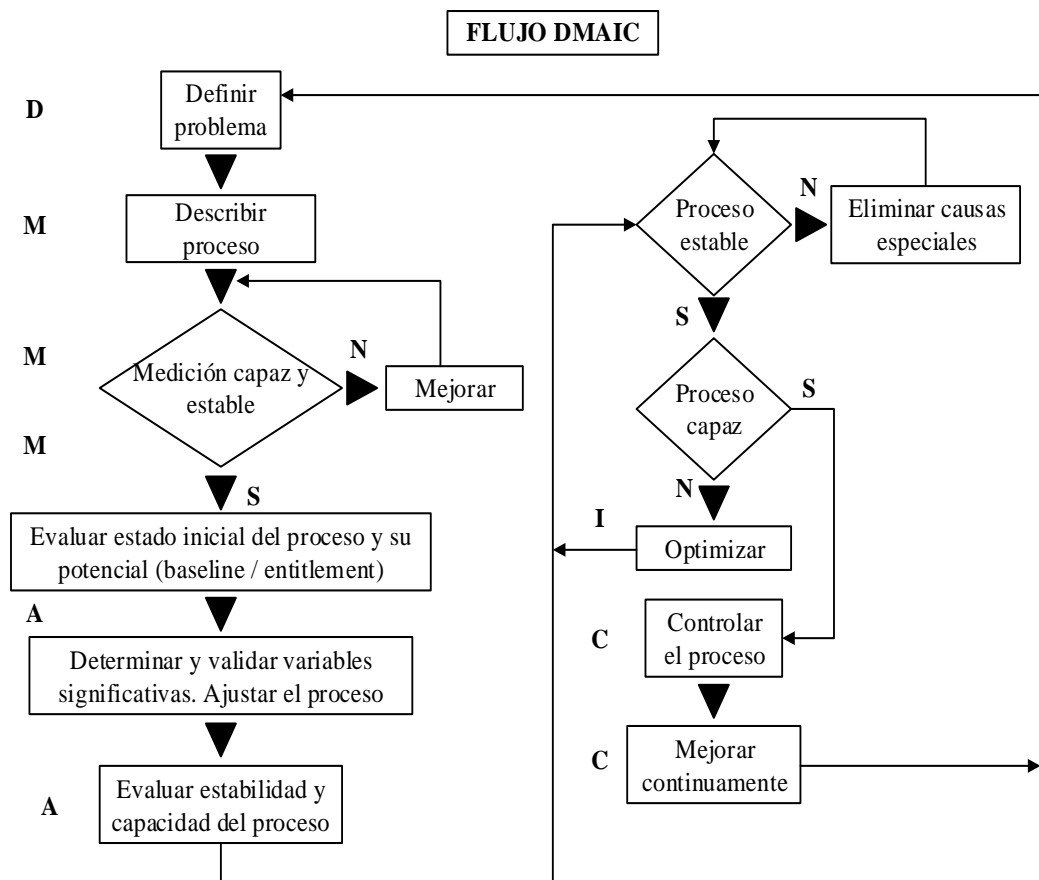 FLUJO DMAIC
D
Definir
problema
M
Describir
proceso
M
Medición capaz y
estable
N
Mejorar
M
S
Evaluar estado inicial del proceso y su
potencial (baseline / entitlement)
A
Determinar y validar variables
significativas. Ajustar el proceso
A
Evaluar estabilidad y
capacidad del proceso
Proceso
estable
N
Eliminar causas
especiales
S
Proceso
capaz
S
N
I
Optimizar
C
Controlar
el proceso
C
Mejorar
continuamente